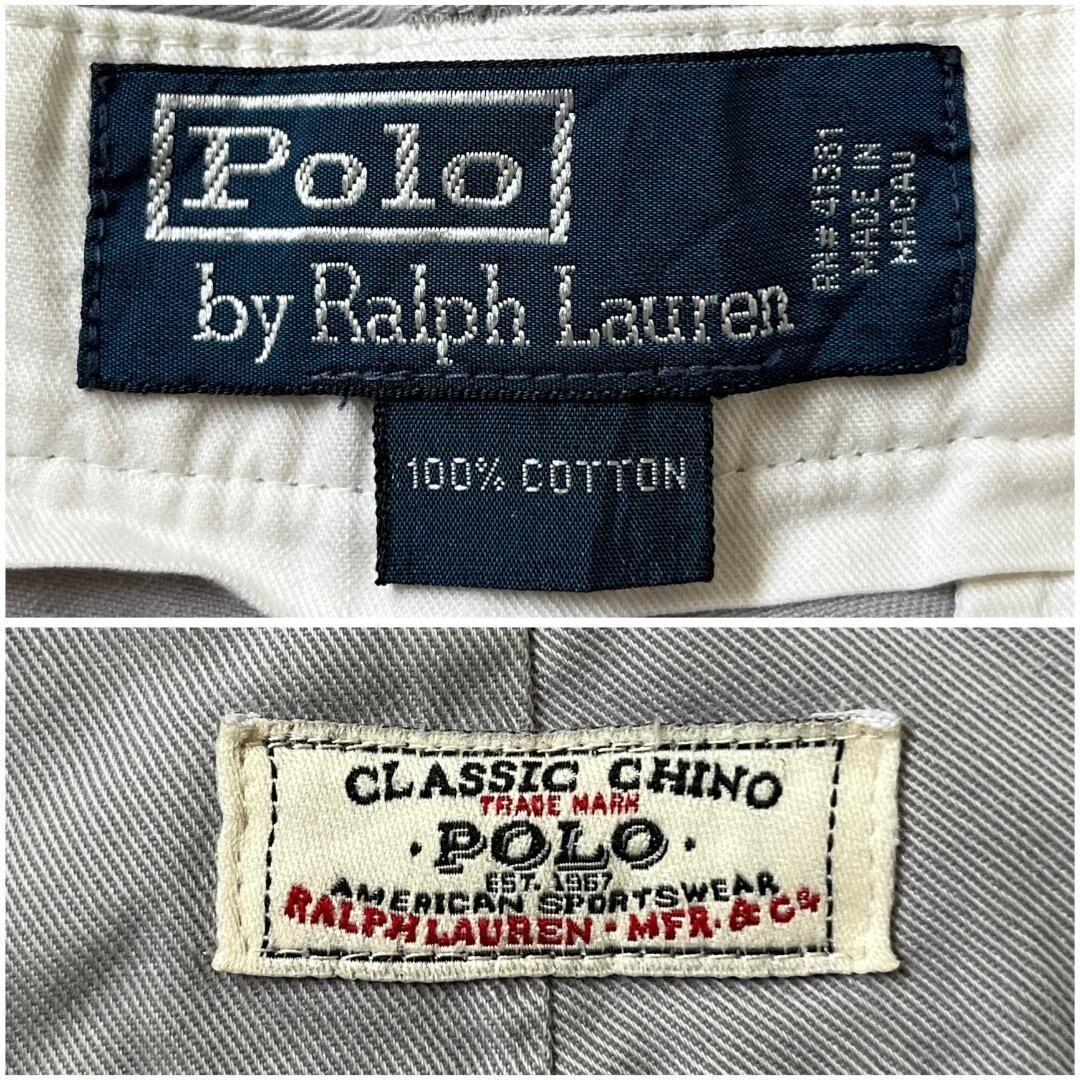 Polo
by Ralph Lauren
RN# 41381
MADE IN
MACAU
100% COTTON
CLASSIC CHINO
TRADE MARK
· POLO ·
EST. 1967
AMERICAN SPORTSWEAR
RALPH LAUREN - MFR. & Co